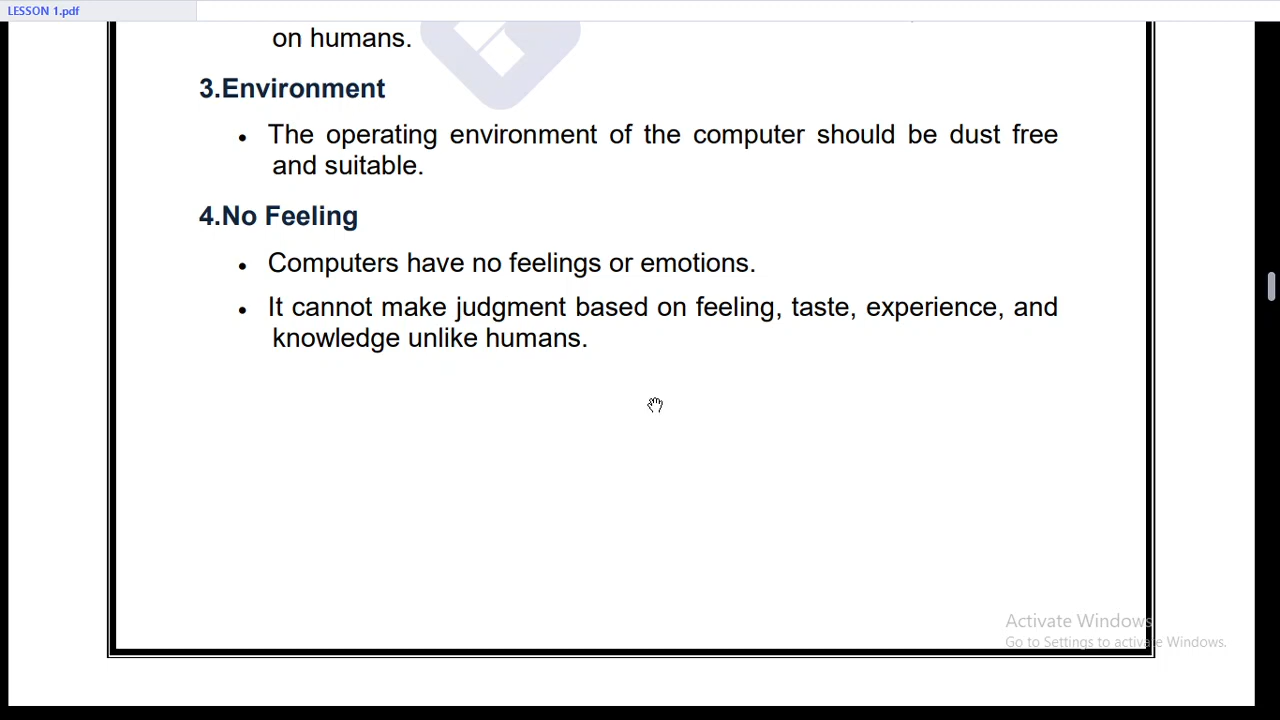 LESSON 1.pdf
on humans.
3.Environment
• The operating environment of the computer should be dust free
and suitable.
4.No Feeling
• Computers have no feelings or emotions.
• It cannot make judgment based on feeling, taste, experience, and
knowledge unlike humans.
Activate Windows
Go to Settings to activate Windows.